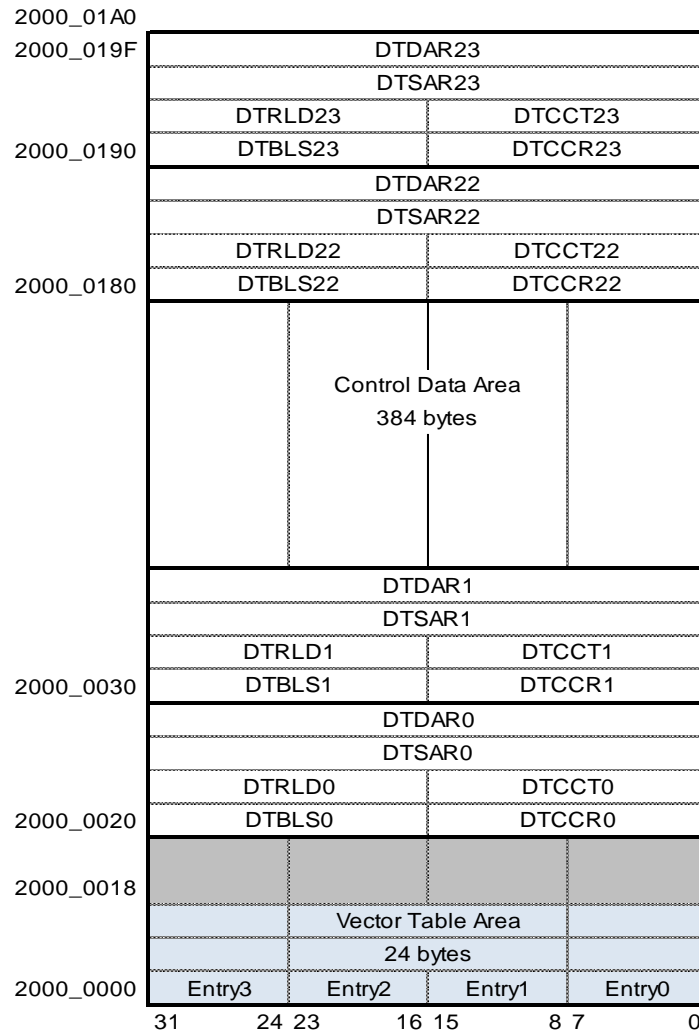 2000_01A0
2000_019F DTDAR23
DTSAR23
DTRLD23 DTCCT23
2000_0190 DTBLS23 DTCCR23
DTDAR22
DTSAR22
DTRLD22 DTCCT22
2000_0180 DTBLS22 DTCCR22
Control Data Area
384 bytes
DTDAR1
DTSAR1
DTRLD1 DTCCT1
2000_0030 DTBLS1 DTCCR1
DTDAR0
DTSAR0
DTRLD0 DTCCT0
2000_0020 DTBLS0 DTCCR0
2000_0018
Vector Table Area
24 bytes
2000_0000 Entry3 Entry2 Entry1 Entry0
31 24 23 16 15 8 7 0